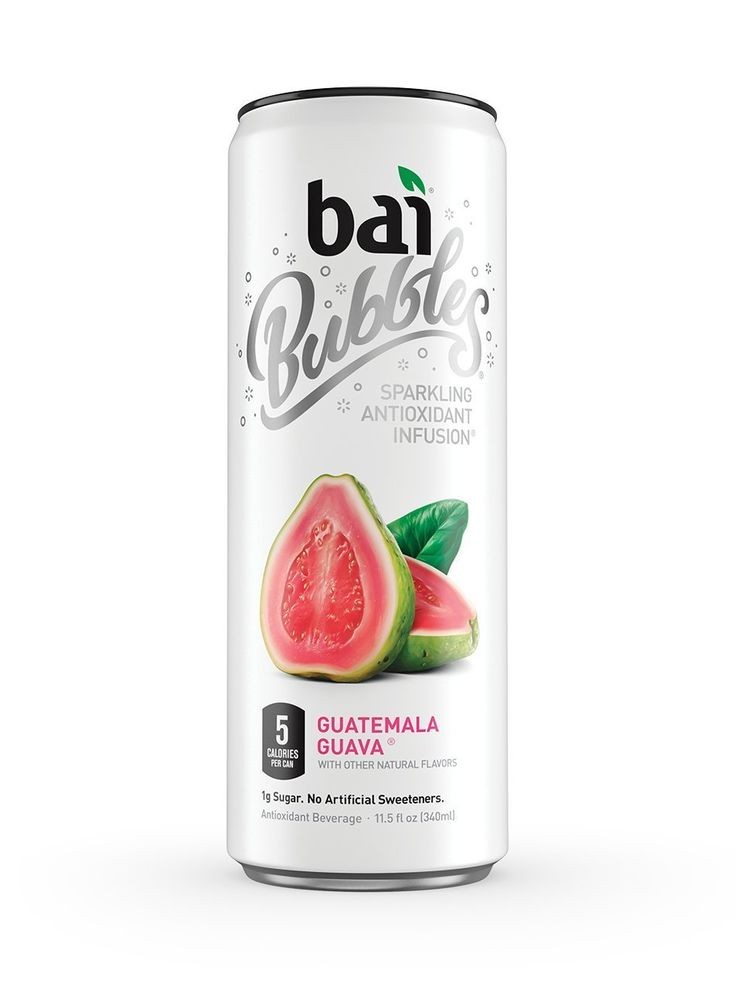 bai
Bubbles®
SPARKLING
ANTIOXIDANT
INFUSION®
5
CALORIES
PER CAN
GUATEMALA
GUAVA®
WITH OTHER NATURAL FLAVORS
1g Sugar. No Artificial Sweeteners.
Antioxidant Beverage · 11.5 fl oz (340ml)